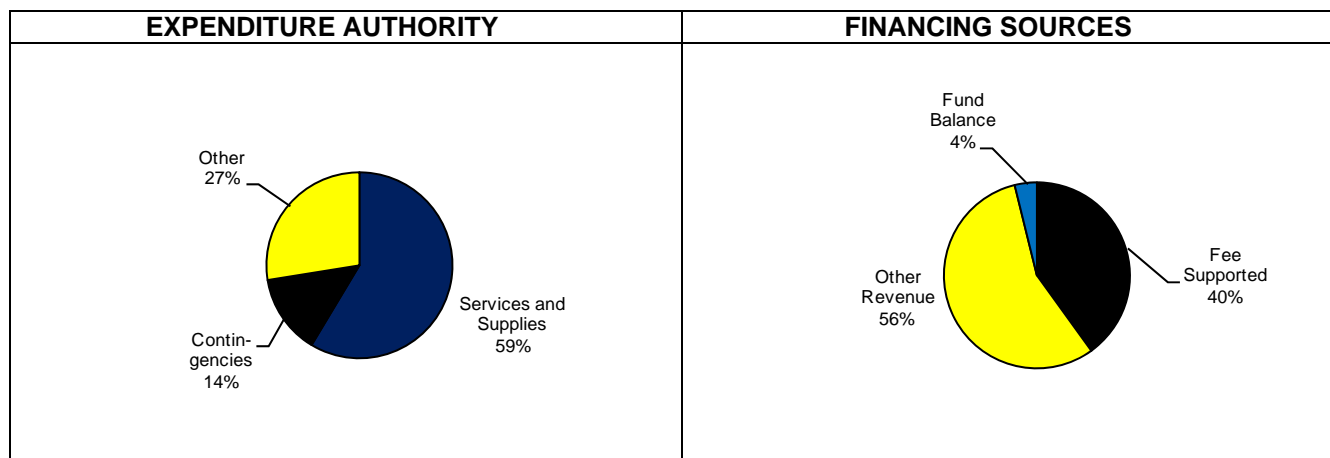 EXPENDITURE AUTHORITY
FINANCING SOURCES
Other
27%
Services and
Supplies
59%
Contin-
gencies
14%
Fund
Balance
4%
Other
Revenue
56%
Fee
Supported
40%